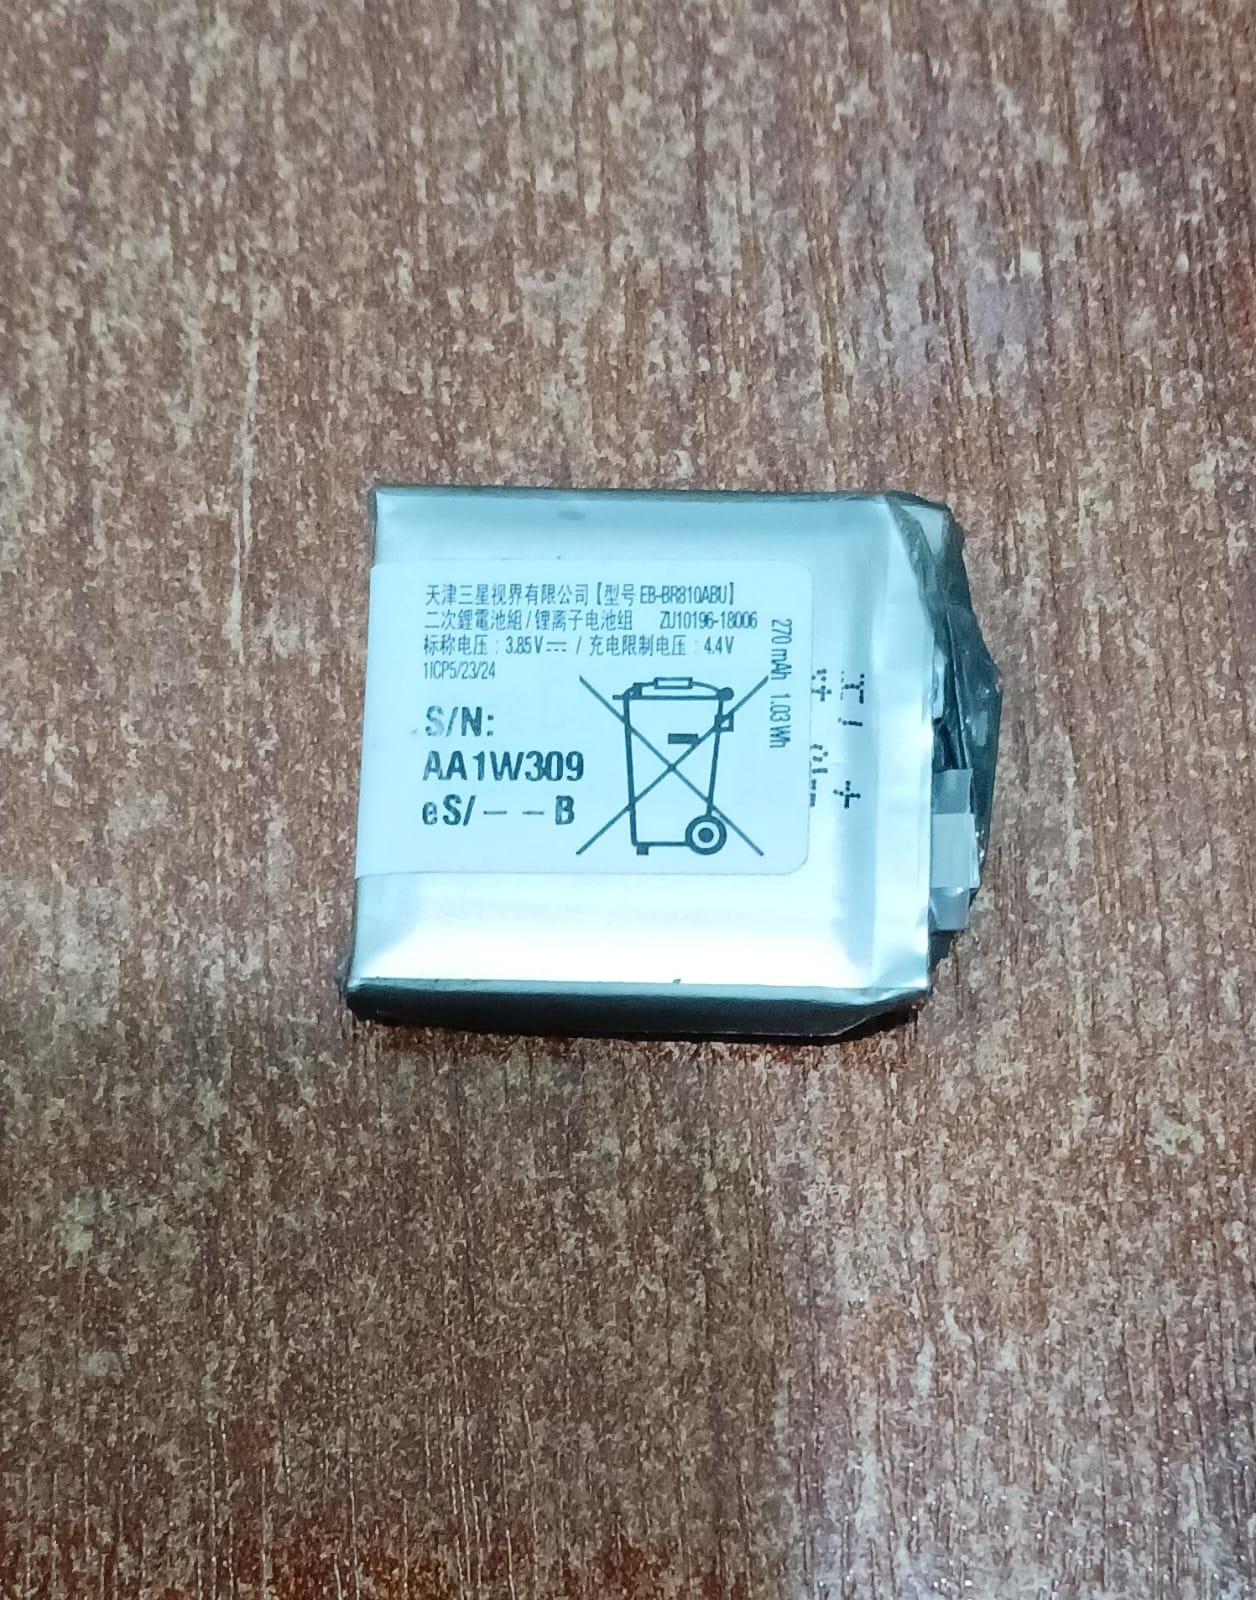 天津三星视界有限公司【型号 EB-BR810ABU】
二次鋰電池組 / 锂离子电池组 ZU10196-18006
标称电压 : 3.85V⎓ / 充电限制电压 : 4.4V
1ICP5/23/24
270 mAh 1.03 Wh
S/N:
AA1W309
eS/- - -B